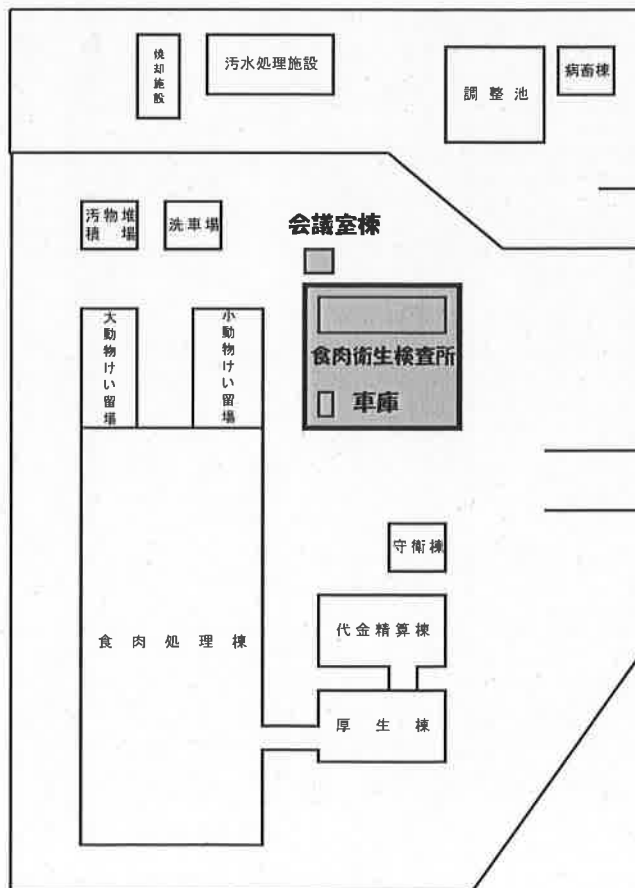 焼却施設
汚水処理施設
調整池
病畜棟
汚物堆
積場
洗車場
会議室棟
大動物けい留場
小動物けい留場
食肉衛生検査所
車庫
守衛棟
食肉処理棟
代金精算棟
厚生棟